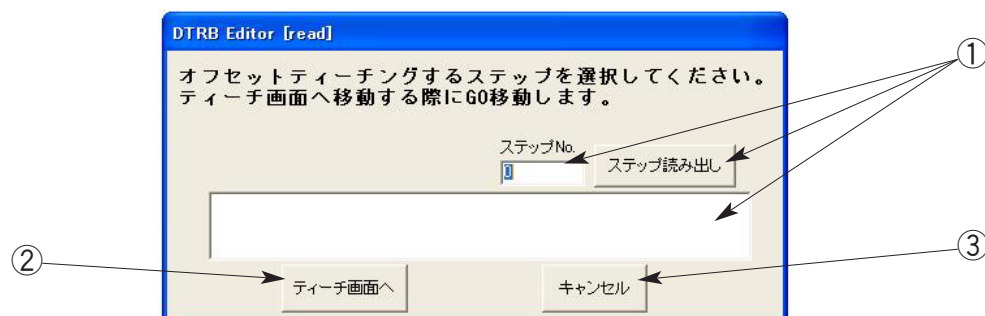 DTRB Editor [read]
オフセットティーチングするステップを選択してください。
ティーチ画面へ移動する際にGO移動します。
①
ステップNo.
0
ステップ読み出し
②
③
ティーチ画面へ
キャンセル